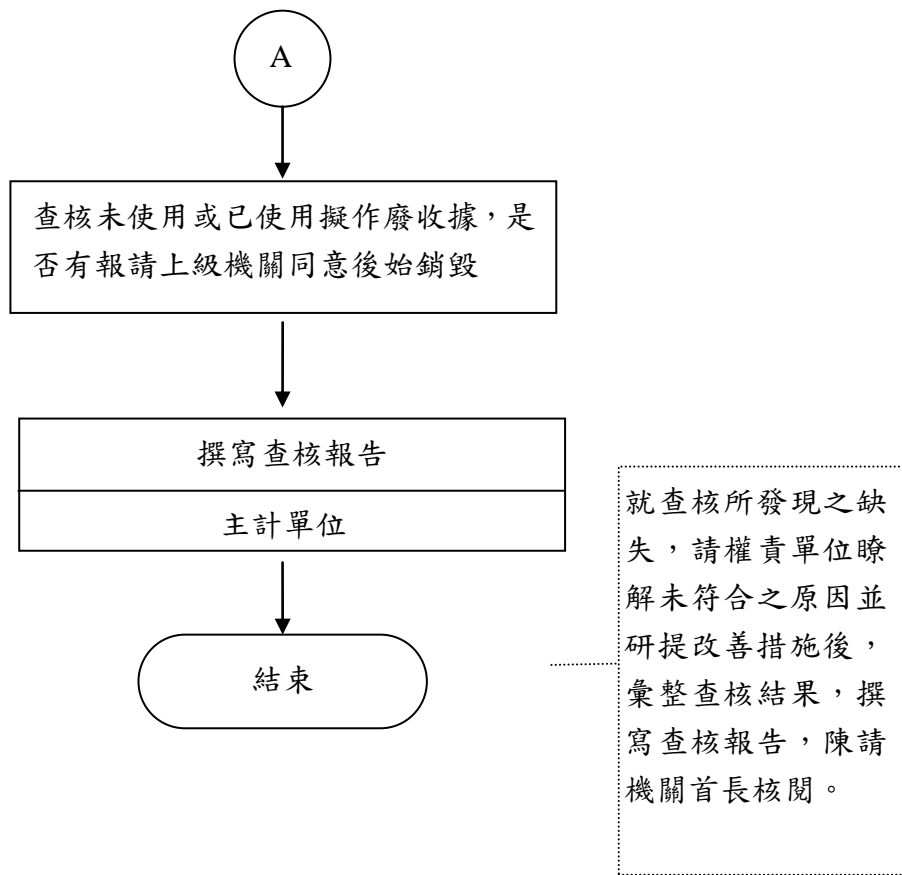 A
查核未使用或已使用擬作廢收據，是
否有報請上級機關同意後始銷毀
撰寫查核報告
主計單位
結束
就查核所發現之缺
失，請權責單位瞭
解未符合之原因並
研提改善措施後，
彙整查核結果，撰
寫查核報告，陳請
機關首長核閱。